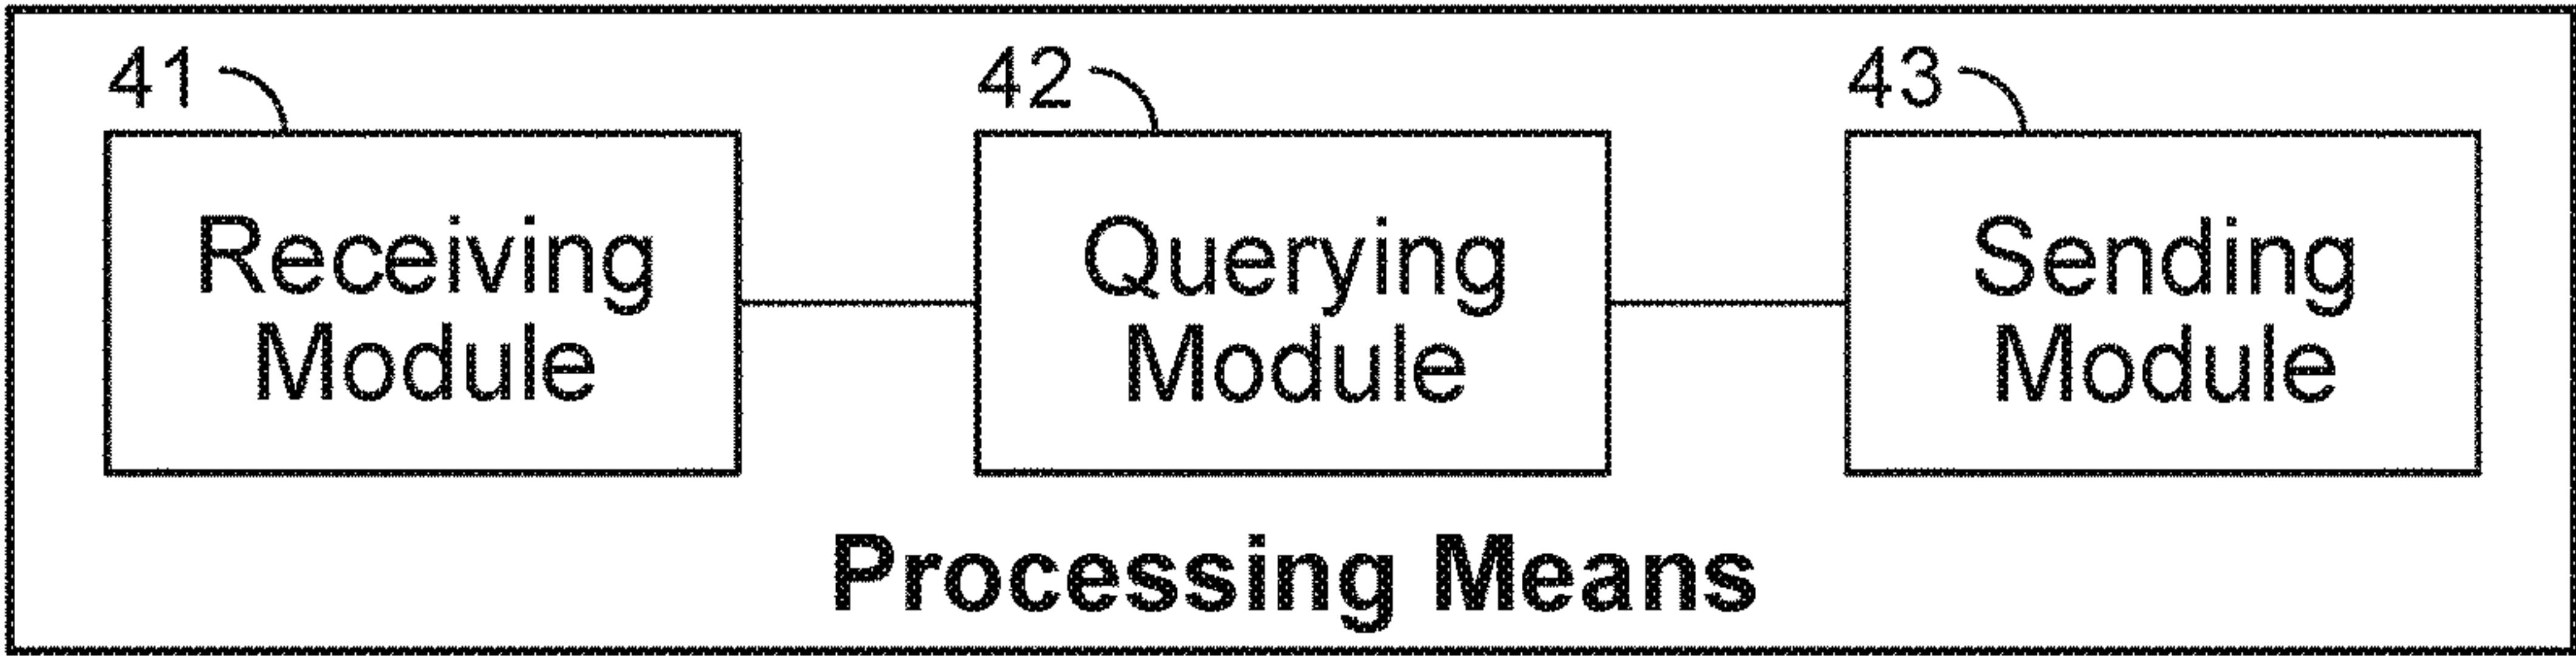 41
42
43
Receiving
Module
Querying
Module
Sending
Module
Processing Means